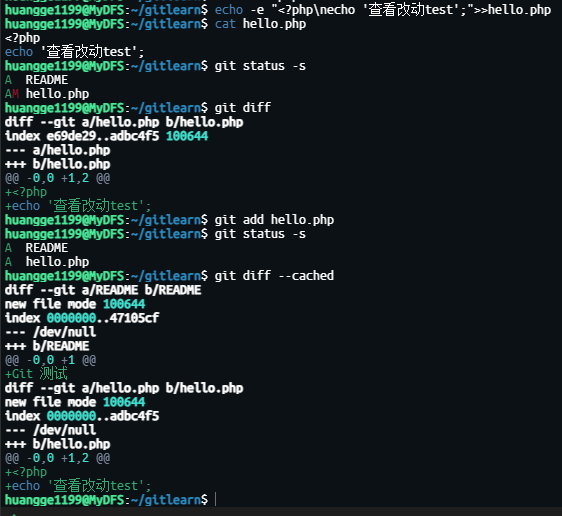 huangge1199@MyDFS:~/gitlearn$ echo -e "<?php\necho '查看改动test';">>hello.php
huangge1199@MyDFS:~/gitlearn$ cat hello.php
<?php
echo '查看改动test';
huangge1199@MyDFS:~/gitlearn$ git status -s
A  README
AM hello.php
huangge1199@MyDFS:~/gitlearn$ git diff
diff --git a/hello.php b/hello.php
index e69de29..adbc4f5 100644
--- a/hello.php
+++ b/hello.php
@@ -0,0 +1,2 @@
+<?php
+echo '查看改动test';
huangge1199@MyDFS:~/gitlearn$ git add hello.php
huangge1199@MyDFS:~/gitlearn$ git status -s
A  README
A  hello.php
huangge1199@MyDFS:~/gitlearn$ git diff --cached
diff --git a/README b/README
new file mode 100644
index 0000000..47105cf
--- /dev/null
+++ b/README
@@ -0,0 +1 @@
+Git 测试
diff --git a/hello.php b/hello.php
new file mode 100644
index 0000000..adbc4f5
--- /dev/null
+++ b/hello.php
@@ -0,0 +1,2 @@
+<?php
+echo '查看改动test';
huangge1199@MyDFS:~/gitlearn$